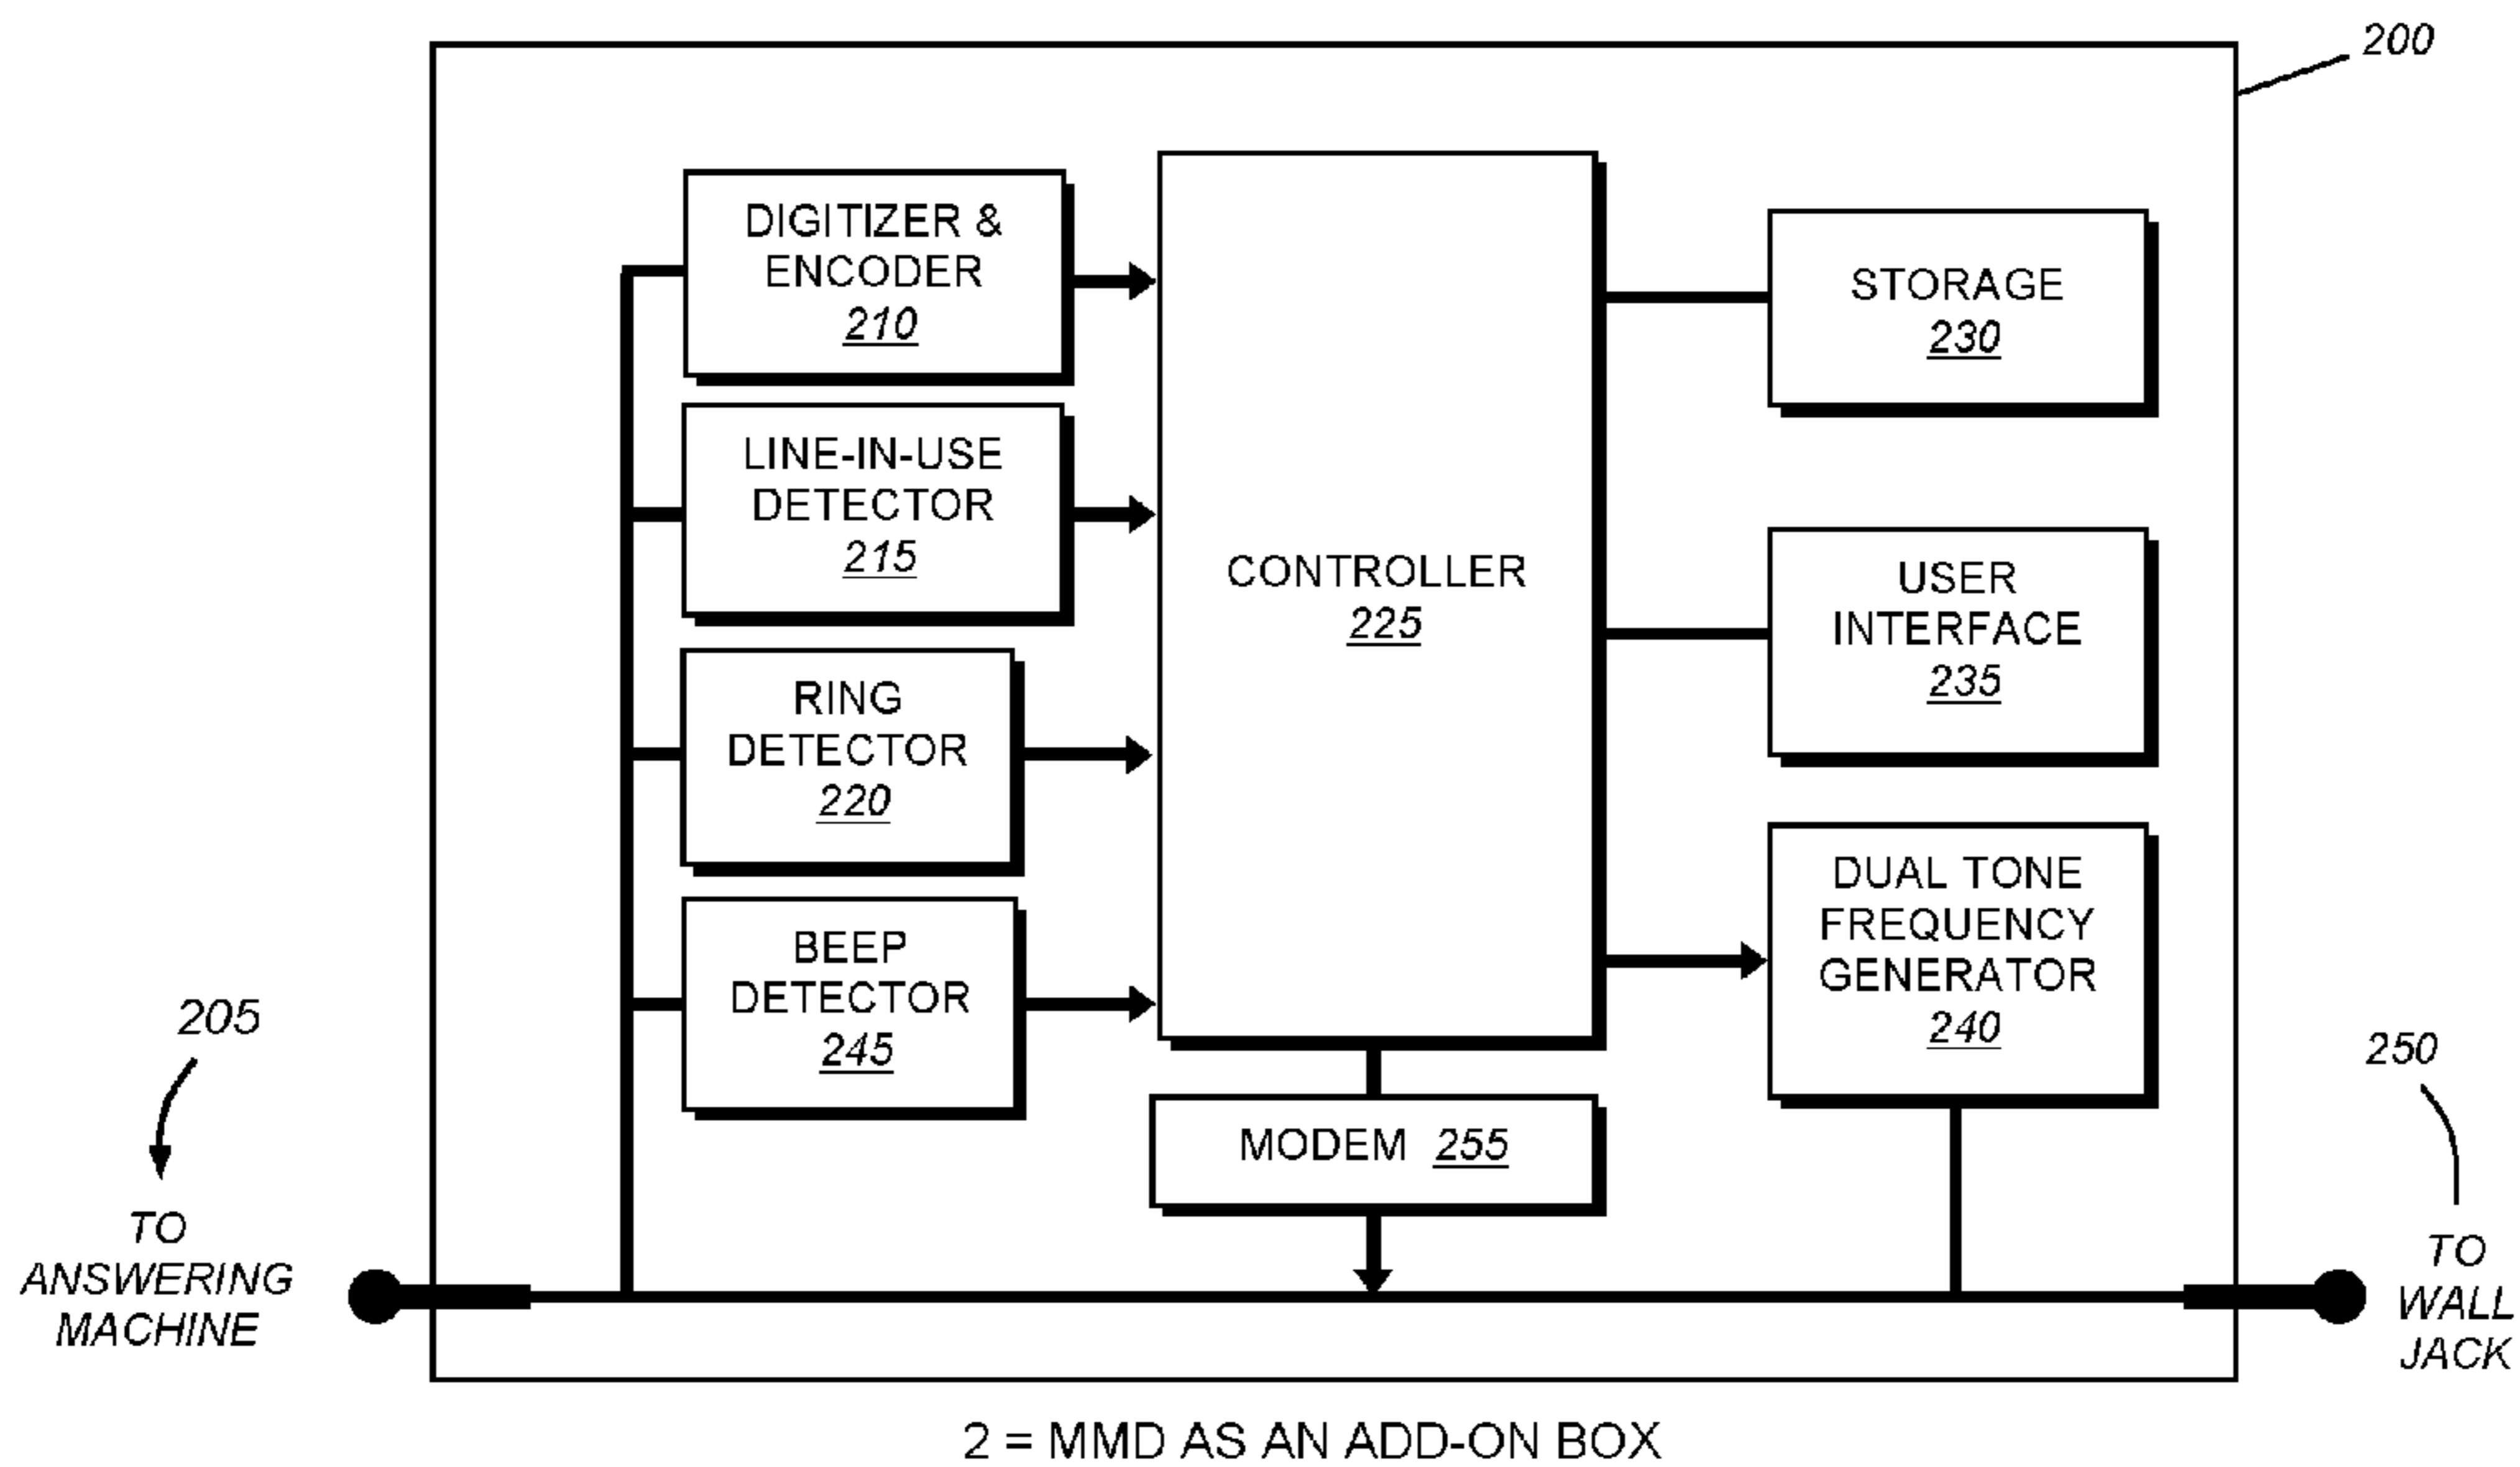 200
DIGITIZER &
ENCODER
210
LINE-IN-USE
DETECTOR
215
RING
DETECTOR
220
BEEP
DETECTOR
245
CONTROLLER
225
MODEM 255
STORAGE
230
USER
INTERFACE
235
DUAL TONE
FREQUENCY
GENERATOR
240
205
TO
ANSWERING
MACHINE
250
TO
WALL
JACK
2 = MMD AS AN ADD-ON BOX